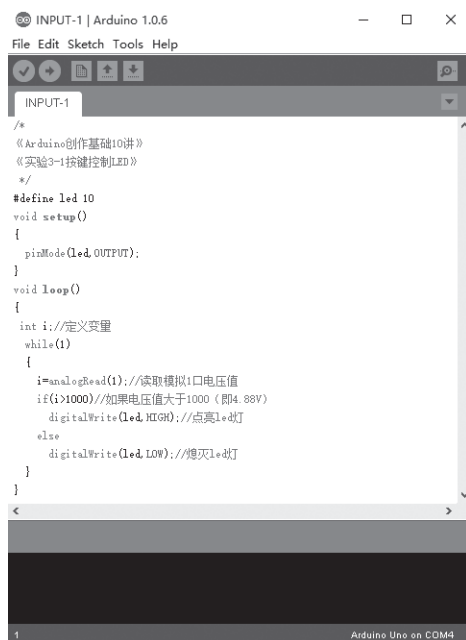 INPUT-1 | Arduino 1.0.6
File Edit Sketch Tools Help
INPUT-1
/*
《Arduino创作基础10讲》
《实验3-1按键控制LED》
*/
#define led 10
void setup()
{
pinMode(led,OUTPUT);
}
void loop()
{
int i;//定义变量
while(1)
{
i=analogRead(1);//读取模拟1口电压值
if(i>1000)//如果电压值大于1000（即4.88V）
digitalWrite(led,HIGH);//点亮led灯
else
digitalWrite(led,LOW);//熄灭led灯
}
}
1
Arduino Uno on COM4